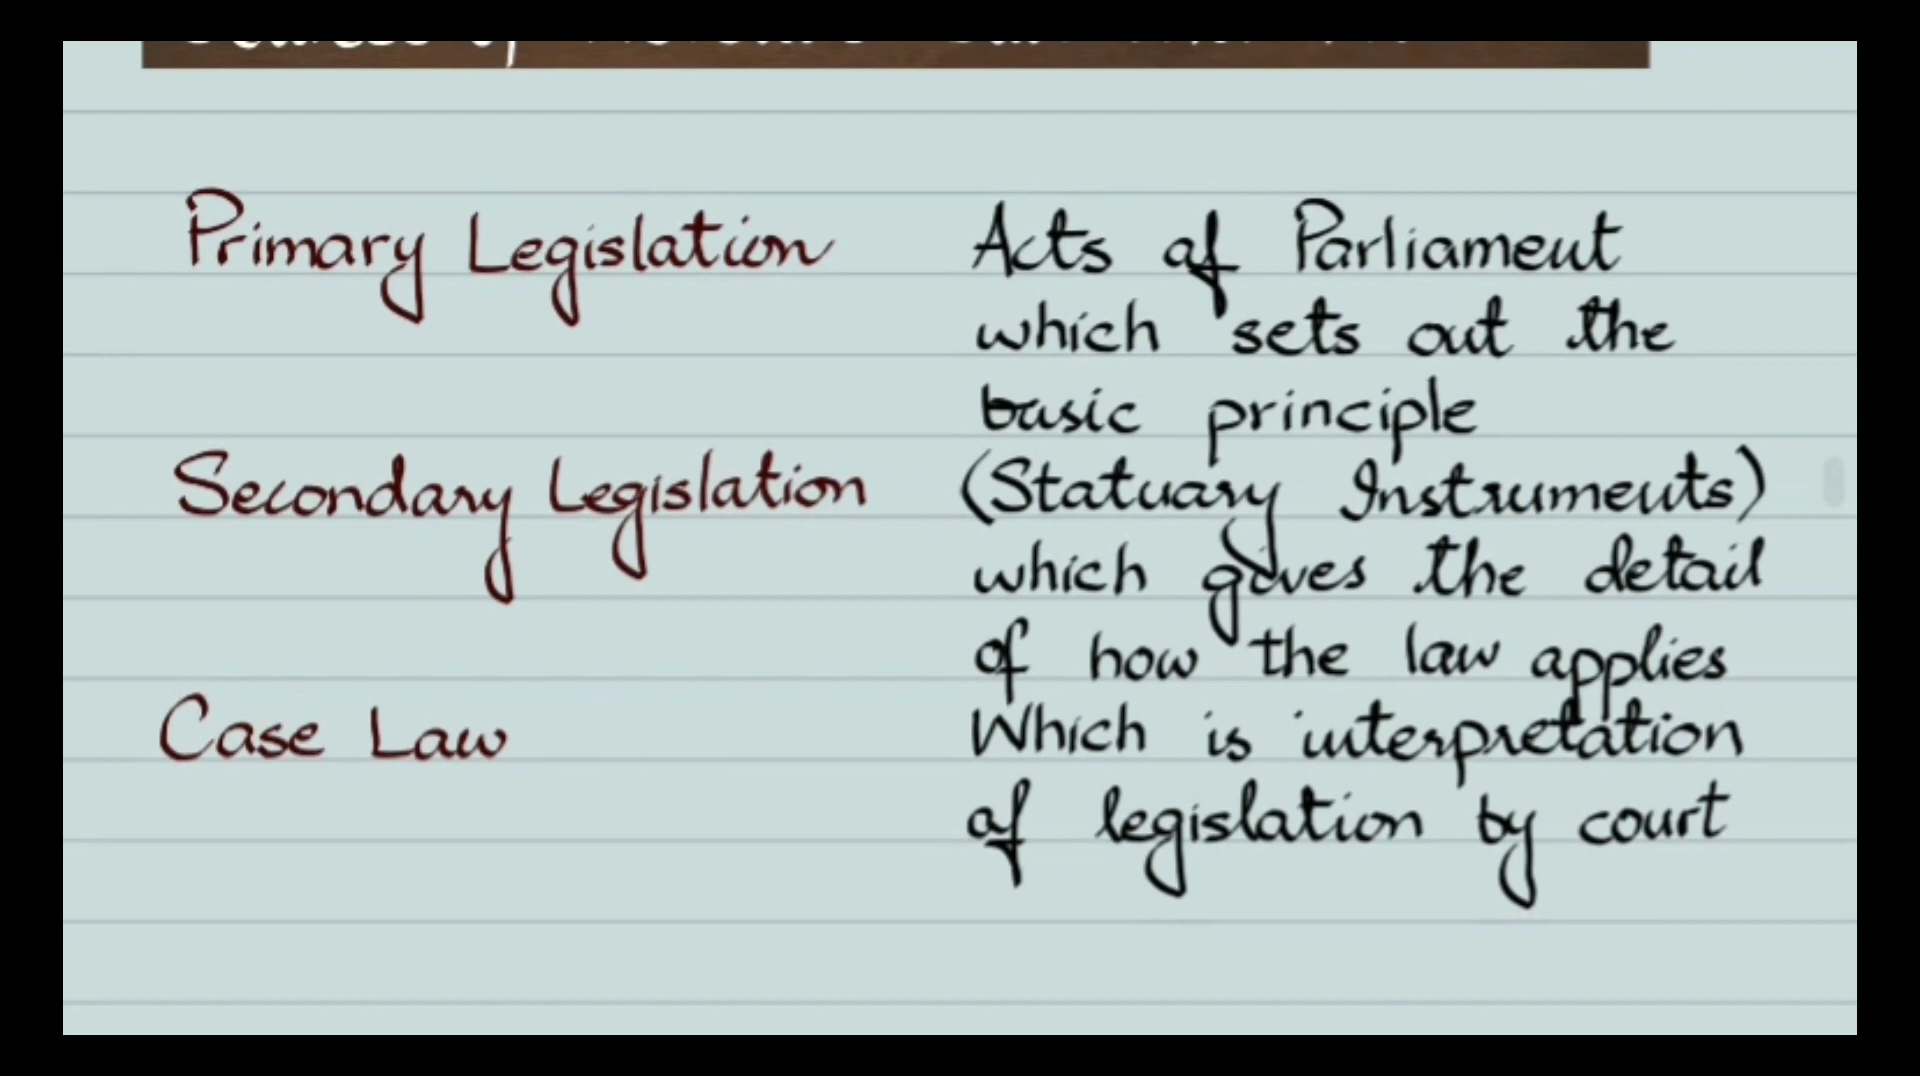 Primary Legislation Acts of Parliament
which sets out the
basic principle
Secondary Legislation (Statuary Instruments)
which gives the detail
of how the law applies
Case Law Which is interpretation
of legislation by court